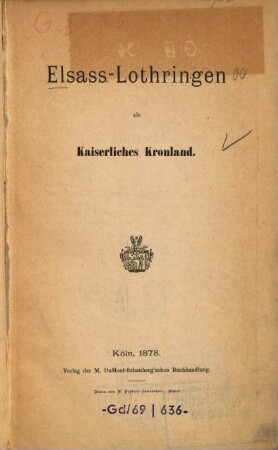 Elsass-Lothringen
als
Kaiserliches Kronland.
Köln, 1878.
Verlag der M. DuMont-Schauberg'schen Buchhandlung.
-Gd/69 | 636-